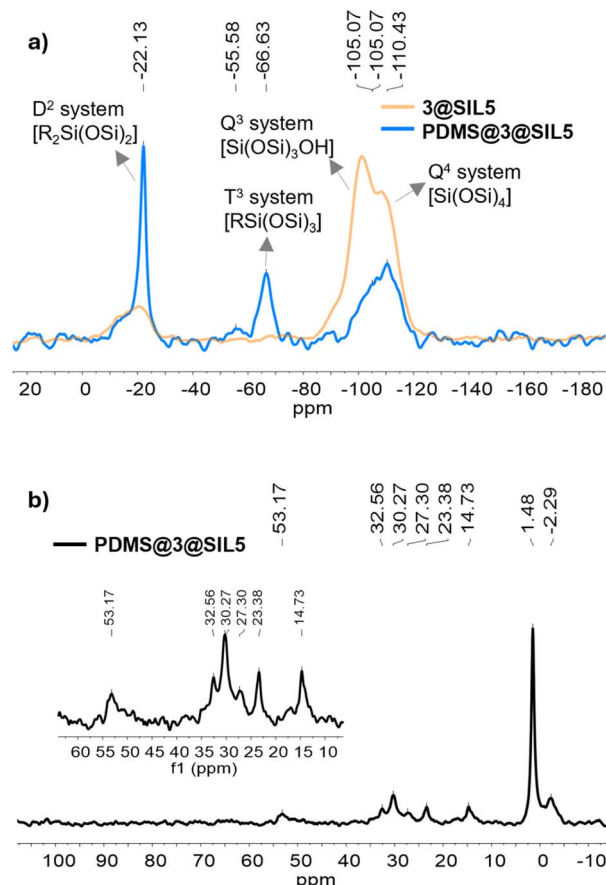 a)
-22.13
-55.58
-66.63
-105.07
-105.07
-110.43
D2 system
[R2Si(OSi)2]
Q3 system
[Si(OSi)3OH]
3@SIL5
PDMS@3@SIL5
T3 system
[RSi(OSi)3]
Q4 system
[Si(OSi)4]
20 0 -20 -40 -60 -80 -100 -120 -140 -160 -180
ppm
b)
53.17
32.56
30.27
27.30
23.38
14.73
1.48
-2.29
PDMS@3@SIL5
53.17
32.56
30.27
27.30
23.38
14.73
60 55 50 45 40 35 30 25 20 15 10
f1 (ppm)
100 90 80 70 60 50 40 30 20 10 0 -10
ppm